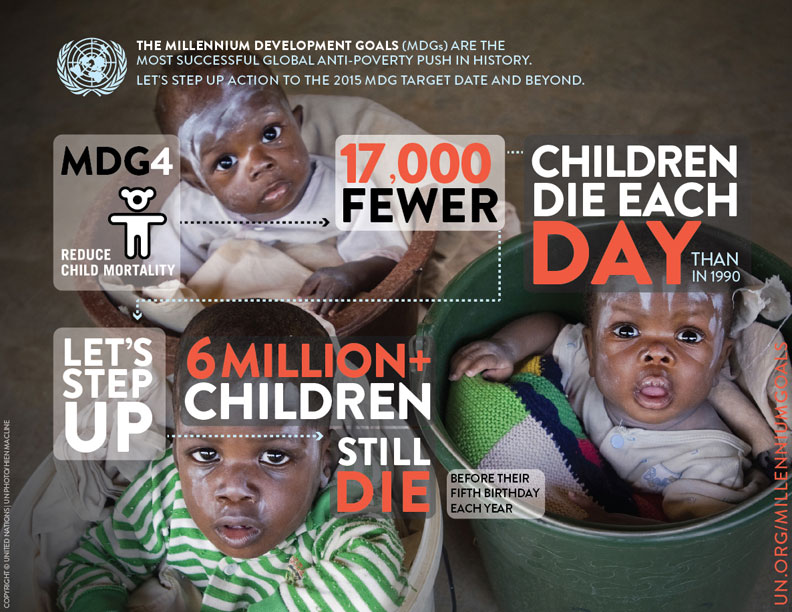 THE MILLENNIUM DEVELOPMENT GOALS (MDGs) ARE THE
MOST SUCCESSFUL GLOBAL ANTI-POVERTY PUSH IN HISTORY.
LET'S STEP UP ACTION TO THE 2015 MDG TARGET DATE AND BEYOND.
MDG4
REDUCE
CHILD MORTALITY
17,000
FEWER
CHILDREN
DIE EACH
DAY
THAN
IN 1990
LET'S
STEP
UP
6 MILLION+
CHILDREN
STILL
DIE
BEFORE THEIR
FIFTH BIRTHDAY
EACH YEAR
UN.ORG/MILLENNIUMGOALS
COPYRIGHT © UNITED NATIONS | UN PHOTO/HIEN MACLINE